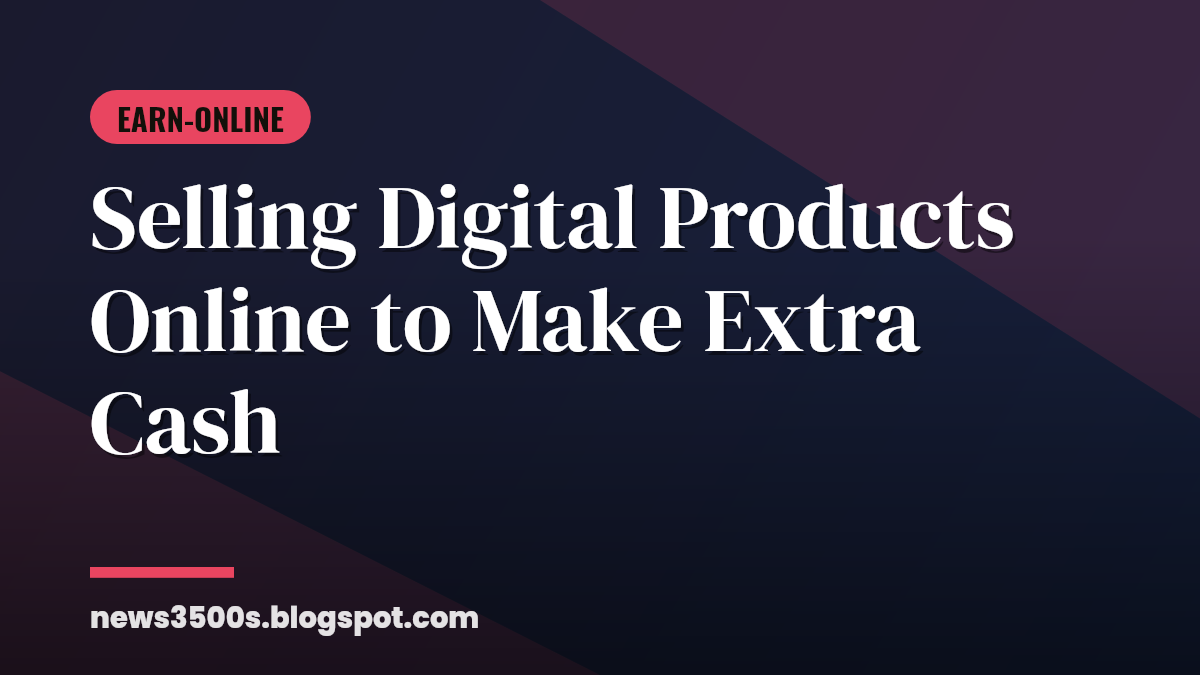 EARN-ONLINE
Selling Digital Products
Online to Make Extra
Cash
news3500s.blogspot.com